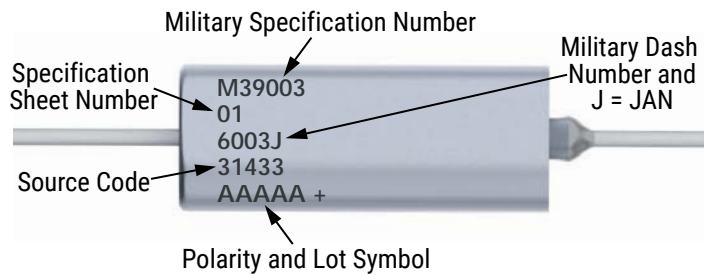 Military Specification Number
Specification
Sheet Number
Military Dash
Number and
J = JAN
M39003
01
6003J
31433
AAAAA +
Source Code
Polarity and Lot Symbol